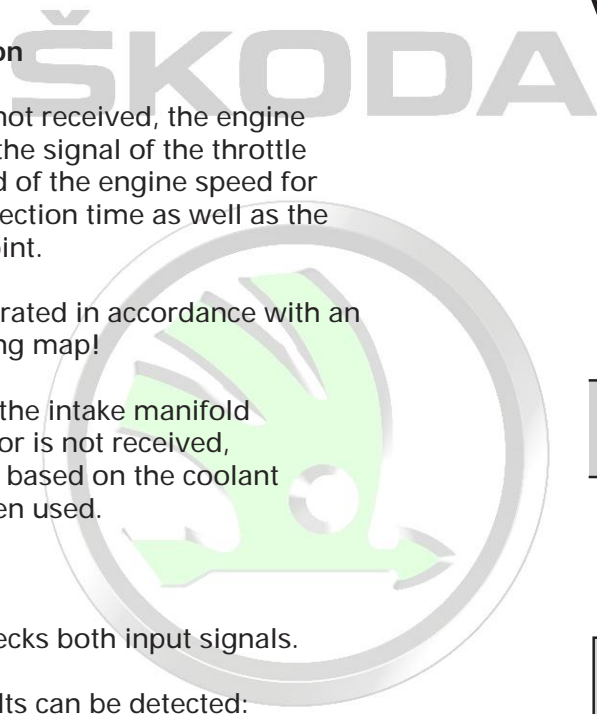 ŠKODA
on
not received, the engine
the signal of the throttle
d of the engine speed for
ection time as well as the
int.
rated in accordance with an
ng map!
the intake manifold
or is not received,
based on the coolant
en used.
ecks both input signals.
lts can be detected: